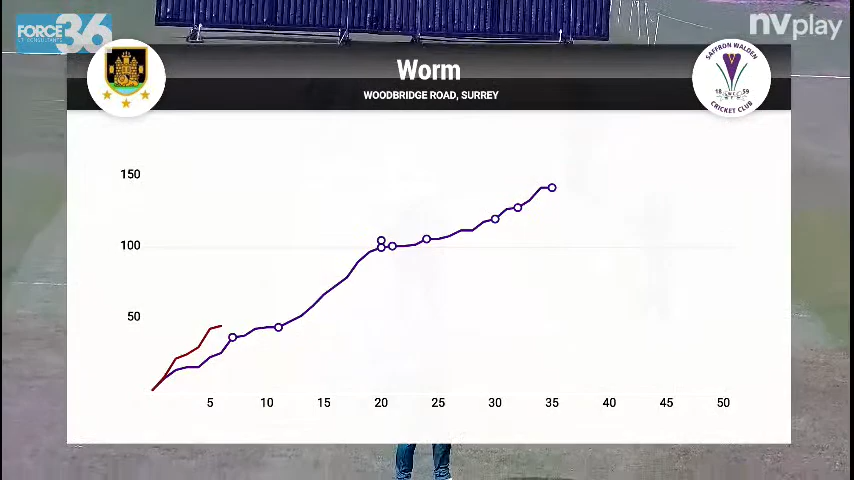 FORCE 36
nvplay
Worm
WOODBRIDGE ROAD, SURREY
SAFFRON WALDEN
18 59
CRICKET CLUB
150
100
50
5 10 15 20 25 30 35 40 45 50